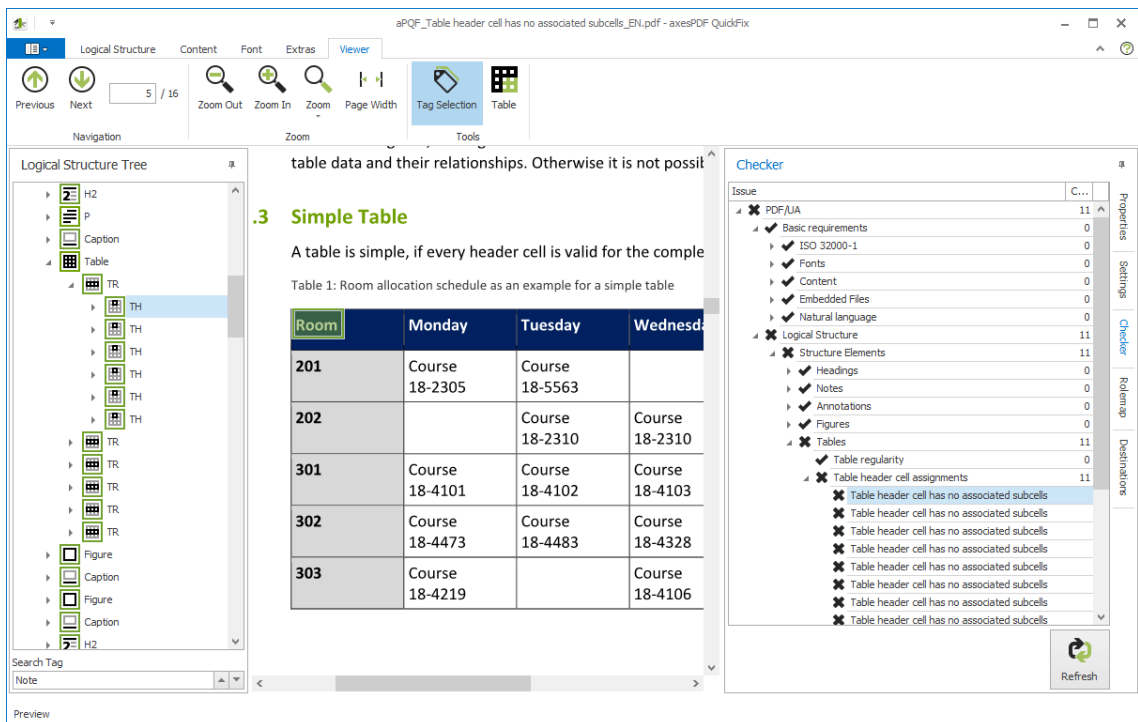 aPQF_Table header cell has no associated subcells_EN.pdf - axesPDF QuickFix
Logical Structure Content Font Extras Viewer
5 / 16
Previous Next Zoom Out Zoom In Zoom Page Width Tag Selection Table
Navigation Zoom Tools
Logical Structure Tree
H2
P
Caption
Table
TR
TH
TH
TH
TH
TH
TH
TR
TR
TR
TR
TR
Figure
Caption
Figure
Caption
H2
Search Tag
Note
Preview
table data and their relationships. Otherwise it is not possib
.3 Simple Table
A table is simple, if every header cell is valid for the comple
Table 1: Room allocation schedule as an example for a simple table
Room Monday Tuesday Wednesda
201 Course 18-2305 Course 18-5563
202 Course 18-2310 Course 18-2310
301 Course 18-4101 Course 18-4102 Course 18-4103
302 Course 18-4473 Course 18-4483 Course 18-4328
303 Course 18-4219 Course 18-4106
Checker
Issue C...
PDF/UA 11
Basic requirements 0
ISO 32000-1 0
Fonts 0
Content 0
Embedded Files 0
Natural language 0
Logical Structure 11
Structure Elements 11
Headings 0
Notes 0
Annotations 0
Figures 0
Tables 11
Table regularity 0
Table header cell assignments 11
Table header cell has no associated subcells
Table header cell has no associated subcells
Table header cell has no associated subcells
Table header cell has no associated subcells
Table header cell has no associated subcells
Table header cell has no associated subcells
Table header cell has no associated subcells
Table header cell has no associated subcells
Refresh
Properties
Settings
Checker
Rolemap
Destinations